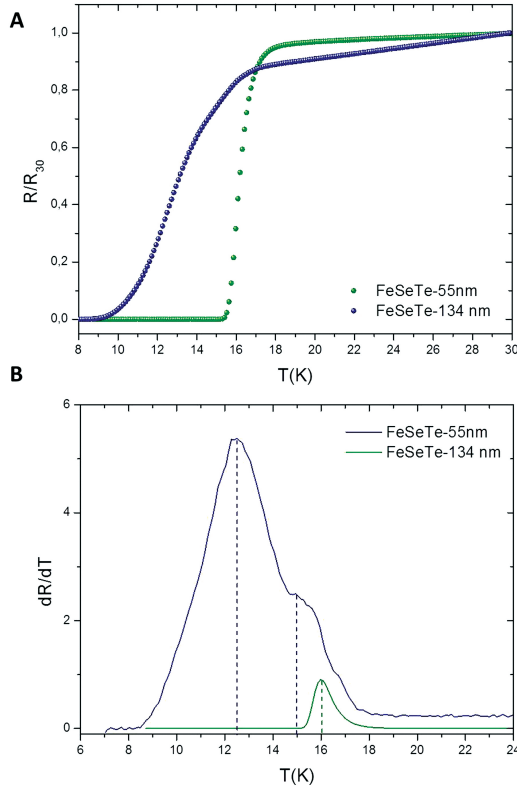 A
1,0
0,8
0,6
0,4
0,2
0,0
R/R30
8 10 12 14 16 18 20 22 24 26 28 30
T(K)
FeSeTe-55nm
FeSeTe-134 nm
B
6
4
2
0
dR/dT
6 8 10 12 14 16 18 20 22 24
T(K)
FeSeTe-55nm
FeSeTe-134 nm